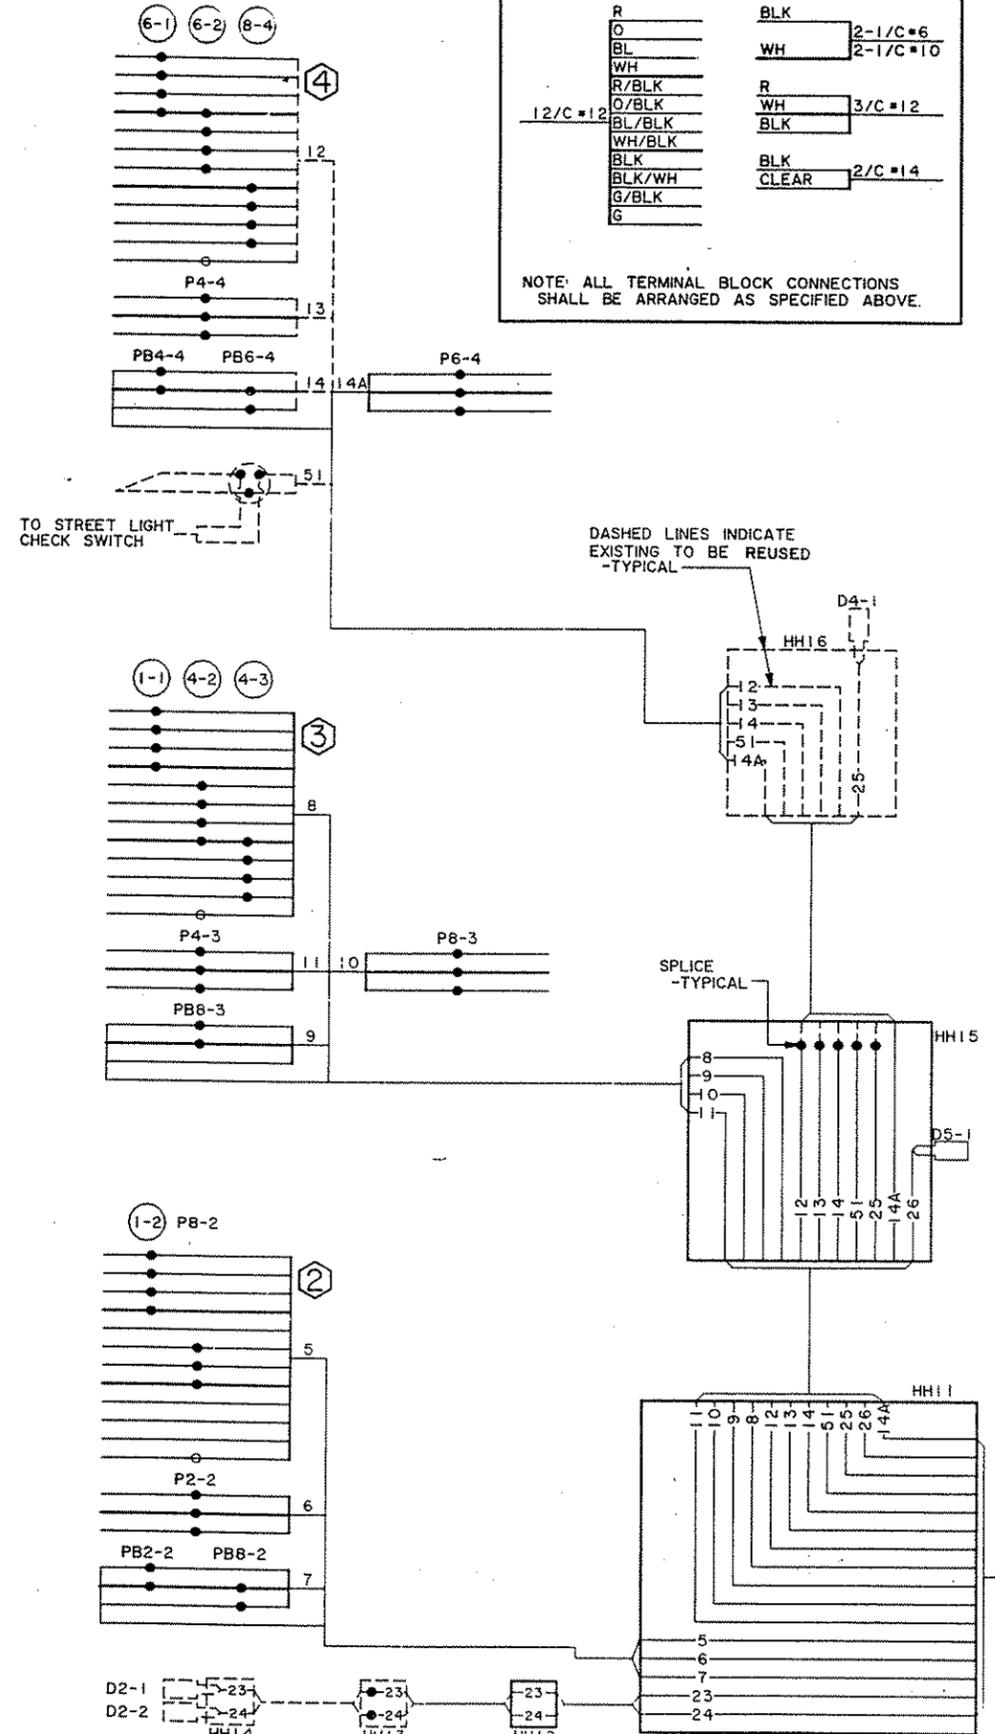 6-1 6-2 8-4
4
12
P4-4
13
PB4-4 PB6-4
14 14A
P6-4
51
TO STREET LIGHT
CHECK SWITCH
R
O
BL
WH
R/BLK
O/BLK
BL/BLK
WH/BLK
BLK
BLK/WH
G/BLK
G
12/C #12
BLK
WH
2-1/C#6
2-1/C#10
R
WH
BLK
3/C #12
BLK
CLEAR
2/C #14
NOTE: ALL TERMINAL BLOCK CONNECTIONS
SHALL BE ARRANGED AS SPECIFIED ABOVE.
DASHED LINES INDICATE
EXISTING TO BE REUSED
-TYPICAL
D4-1
HH16
12
13
14
51
14A
25
1-1 4-2 4-3
3
8
P4-3
11 10
P8-3
PB8-3
9
SPLICE
-TYPICAL
HH15
8
9
10
11
D5-1
12 13 14 51 25 14A 26
1-2 P8-2
2
5
P2-2
6
PB2-2 PB8-2
7
HH11
11 10 9 8 12 13 14 51 25 26 14A
5
6
7
23
24
D2-1
D2-2
23
24
HH14
23
24
23
24